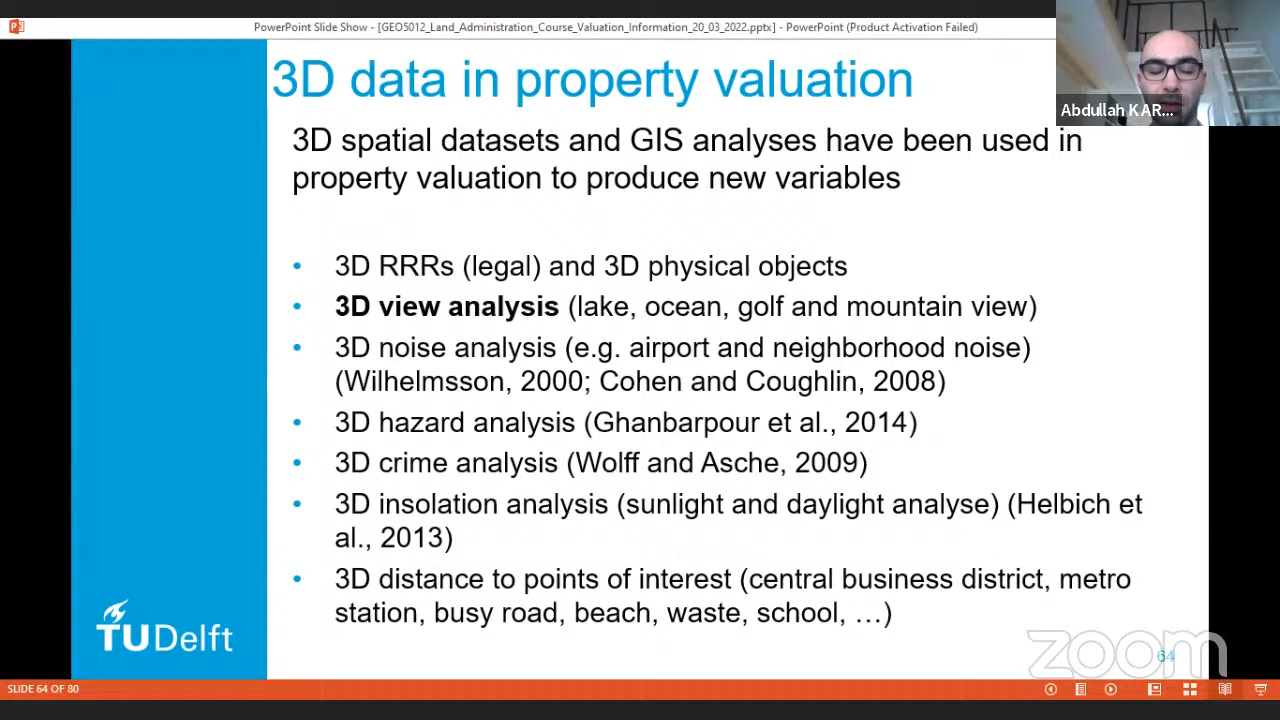 PowerPoint Slide Show - [GEO5012_Land_Administration_Course_Valuation_Information_20_03_2022.pptx] - PowerPoint (Product Activation Failed)
3D data in property valuation
Abdullah KAR...
3D spatial datasets and GIS analyses have been used in
property valuation to produce new variables
• 3D RRRs (legal) and 3D physical objects
• 3D view analysis (lake, ocean, golf and mountain view)
• 3D noise analysis (e.g. airport and neighborhood noise)
(Wilhelmsson, 2000; Cohen and Coughlin, 2008)
• 3D hazard analysis (Ghanbarpour et al., 2014)
• 3D crime analysis (Wolff and Asche, 2009)
• 3D insolation analysis (sunlight and daylight analyse) (Helbich et
al., 2013)
• 3D distance to points of interest (central business district, metro
station, busy road, beach, waste, school, …)
TUDelft
zoom
64
SLIDE 64 OF 80